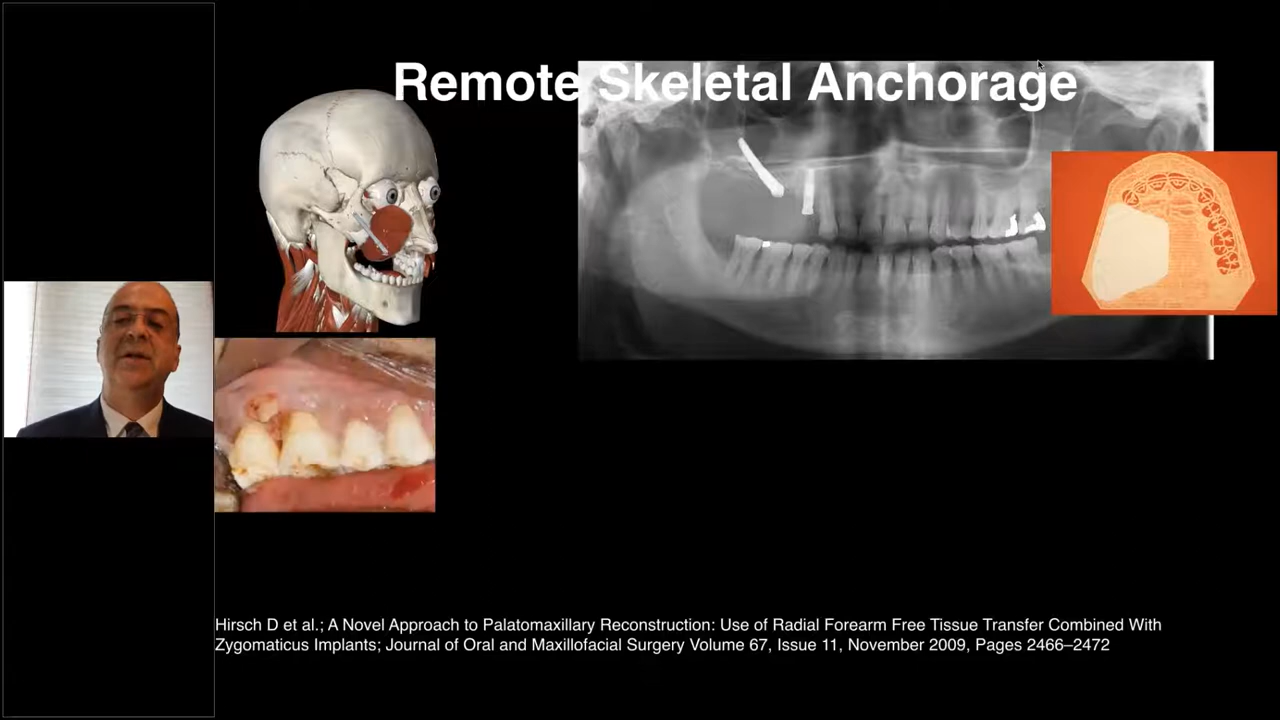 Remote Skeletal Anchorage
Hirsch D et al.; A Novel Approach to Palatomaxillary Reconstruction: Use of Radial Forearm Free Tissue Transfer Combined With
Zygomaticus Implants; Journal of Oral and Maxillofacial Surgery Volume 67, Issue 11, November 2009, Pages 2466–2472